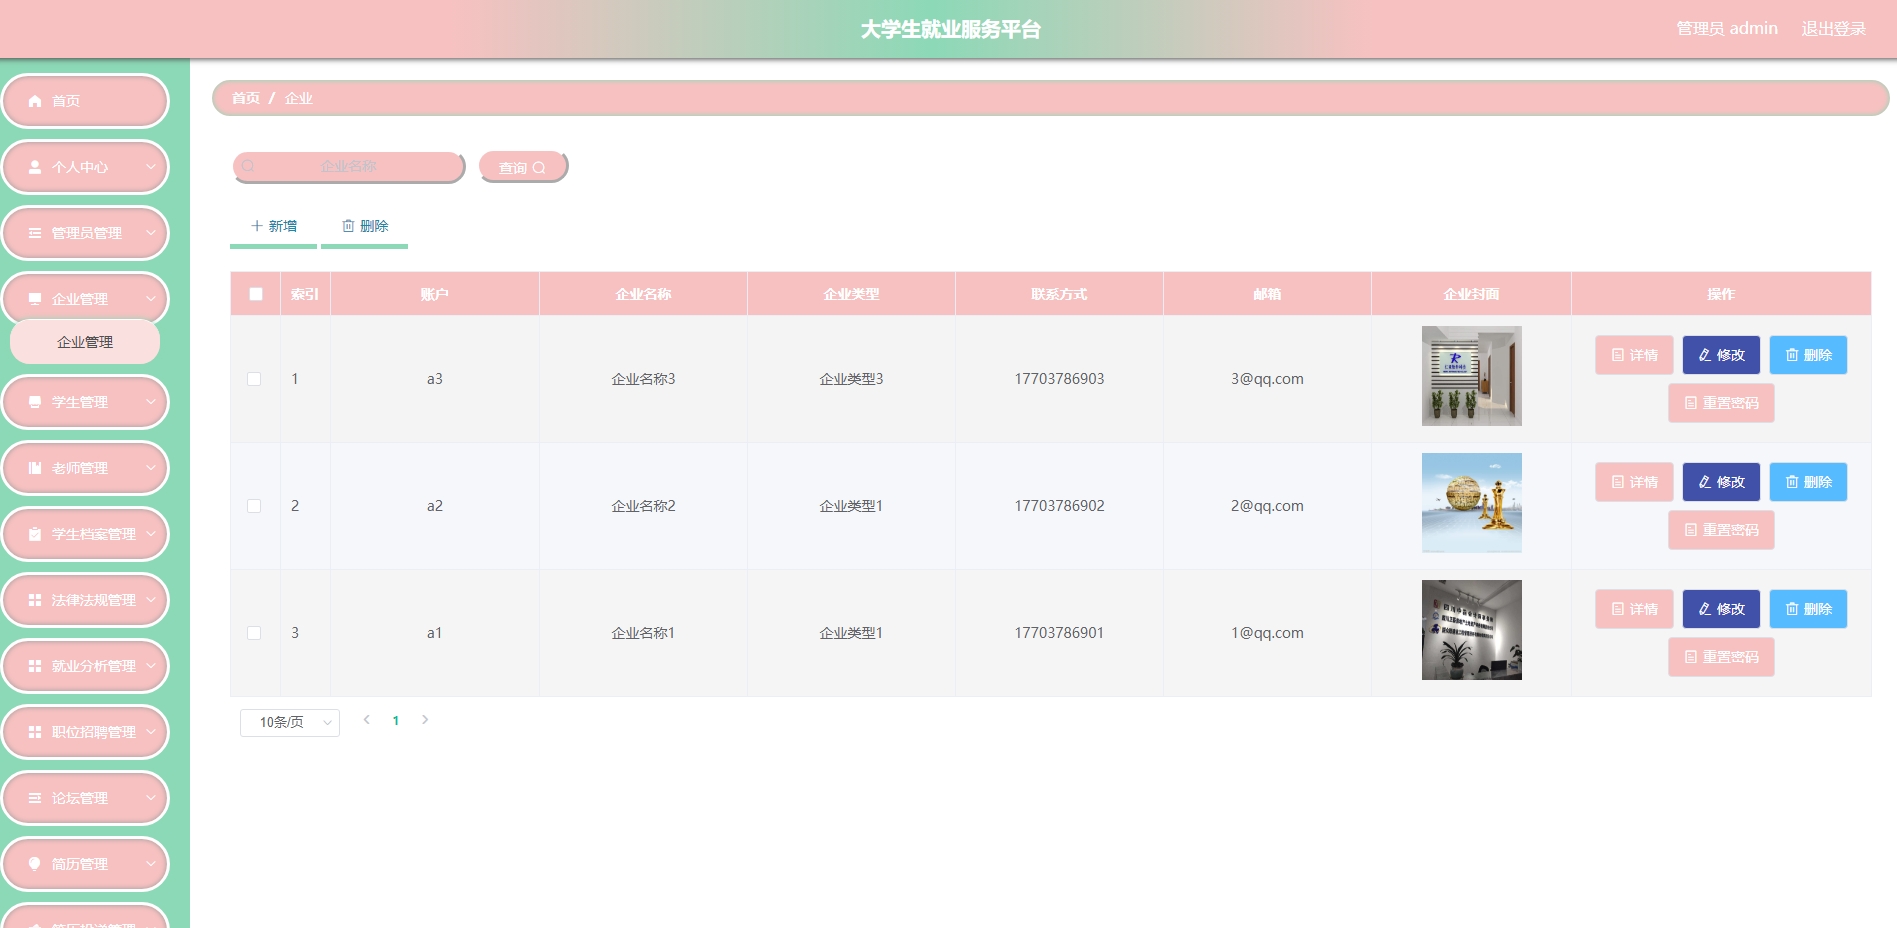 大学生就业服务平台
管理员 admin 退出登录
首页
个人中心
管理员管理
企业管理
企业管理
学生管理
老师管理
学生档案管理
法律法规管理
就业分析管理
职位招聘管理
论坛管理
简历管理
首页 / 企业
企业名称 查询
新增 删除
索引 账户 企业名称 企业类型 联系方式 邮箱 企业封面 操作
1 a3 企业名称3 企业类型3 17703786903 3@qq.com 详情 修改 删除
重置密码
2 a2 企业名称2 企业类型1 17703786902 2@qq.com 详情 修改 删除
重置密码
3 a1 企业名称1 企业类型1 17703786901 1@qq.com 详情 修改 删除
重置密码
10条/页 1